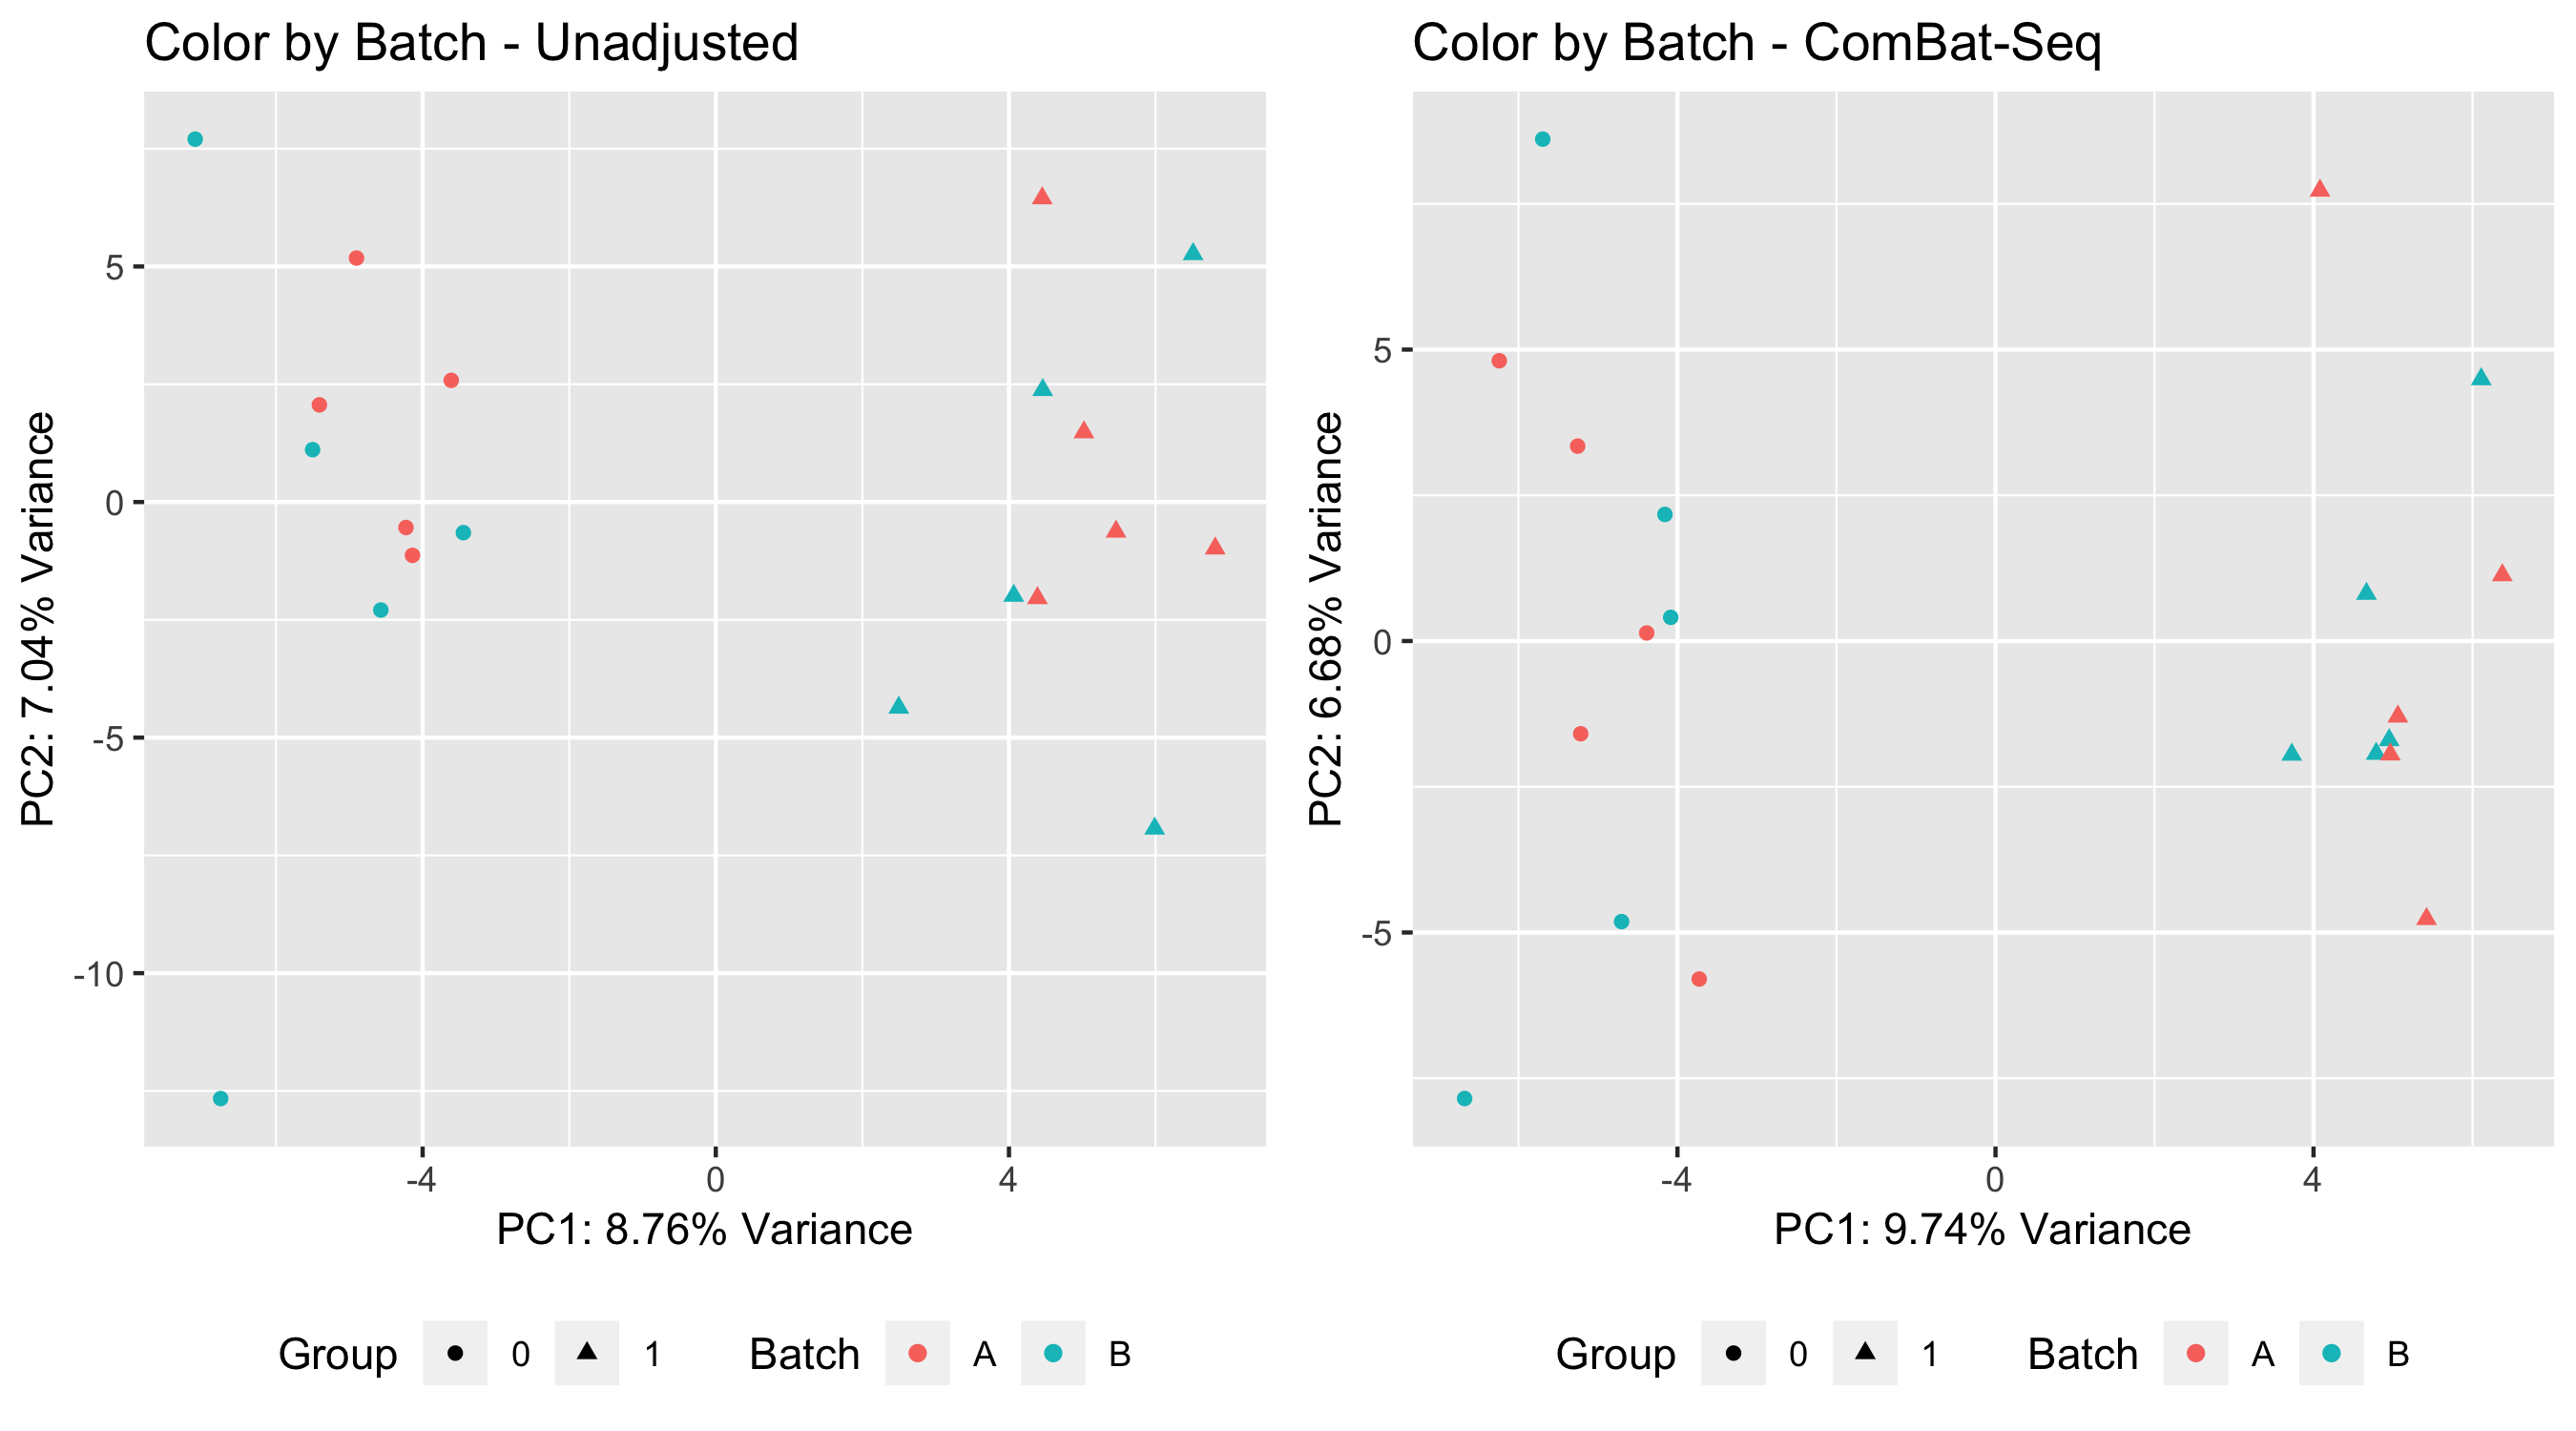 Color by Batch - Unadjusted
5
0
-5
-10
PC2: 7.04% Variance
-4 0 4
PC1: 8.76% Variance
Group 0 1 Batch A B
Color by Batch - ComBat-Seq
5
0
-5
PC2: 6.68% Variance
-4 0 4
PC1: 9.74% Variance
Group 0 1 Batch A B